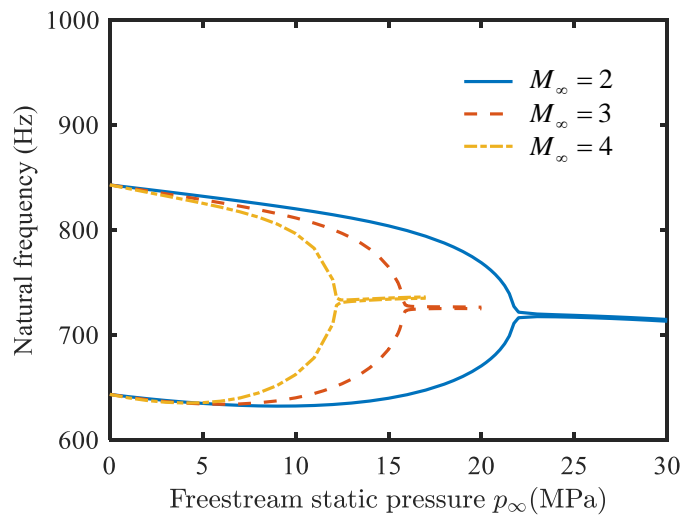 1000
900
800
700
600
Natural frequency (Hz)
M∞ = 2
M∞ = 3
M∞ = 4
0 5 10 15 20 25 30
Freestream static pressure p∞(MPa)